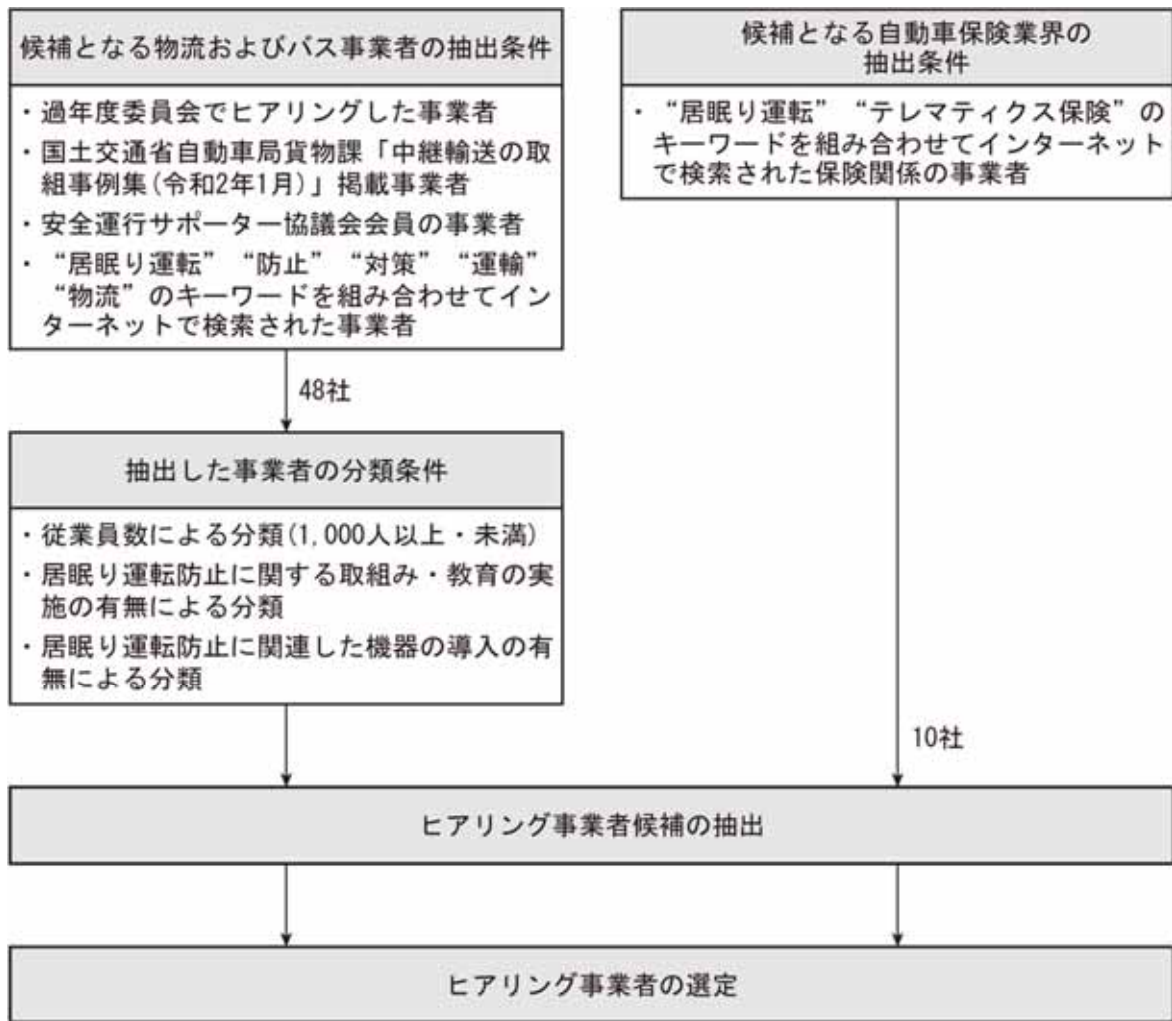 候補となる物流およびバス事業者の抽出条件
・過年度委員会でヒアリングした事業者
・国土交通省自動車局貨物課「中継輸送の取
組事例集(令和2年1月)」掲載事業者
・安全運行サポーター協議会会員の事業者
・“居眠り運転”“防止”“対策”“運輸”
“物流”のキーワードを組み合わせてイン
ターネットで検索された事業者
48社
抽出した事業者の分類条件
・従業員数による分類(1,000人以上・未満)
・居眠り運転防止に関する取組み・教育の実
施の有無による分類
・居眠り運転防止に関連した機器の導入の有
無による分類
候補となる自動車保険業界の
抽出条件
・“居眠り運転”“テレマティクス保険”の
キーワードを組み合わせてインターネット
で検索された保険関係の事業者
10社
ヒアリング事業者候補の抽出
ヒアリング事業者の選定